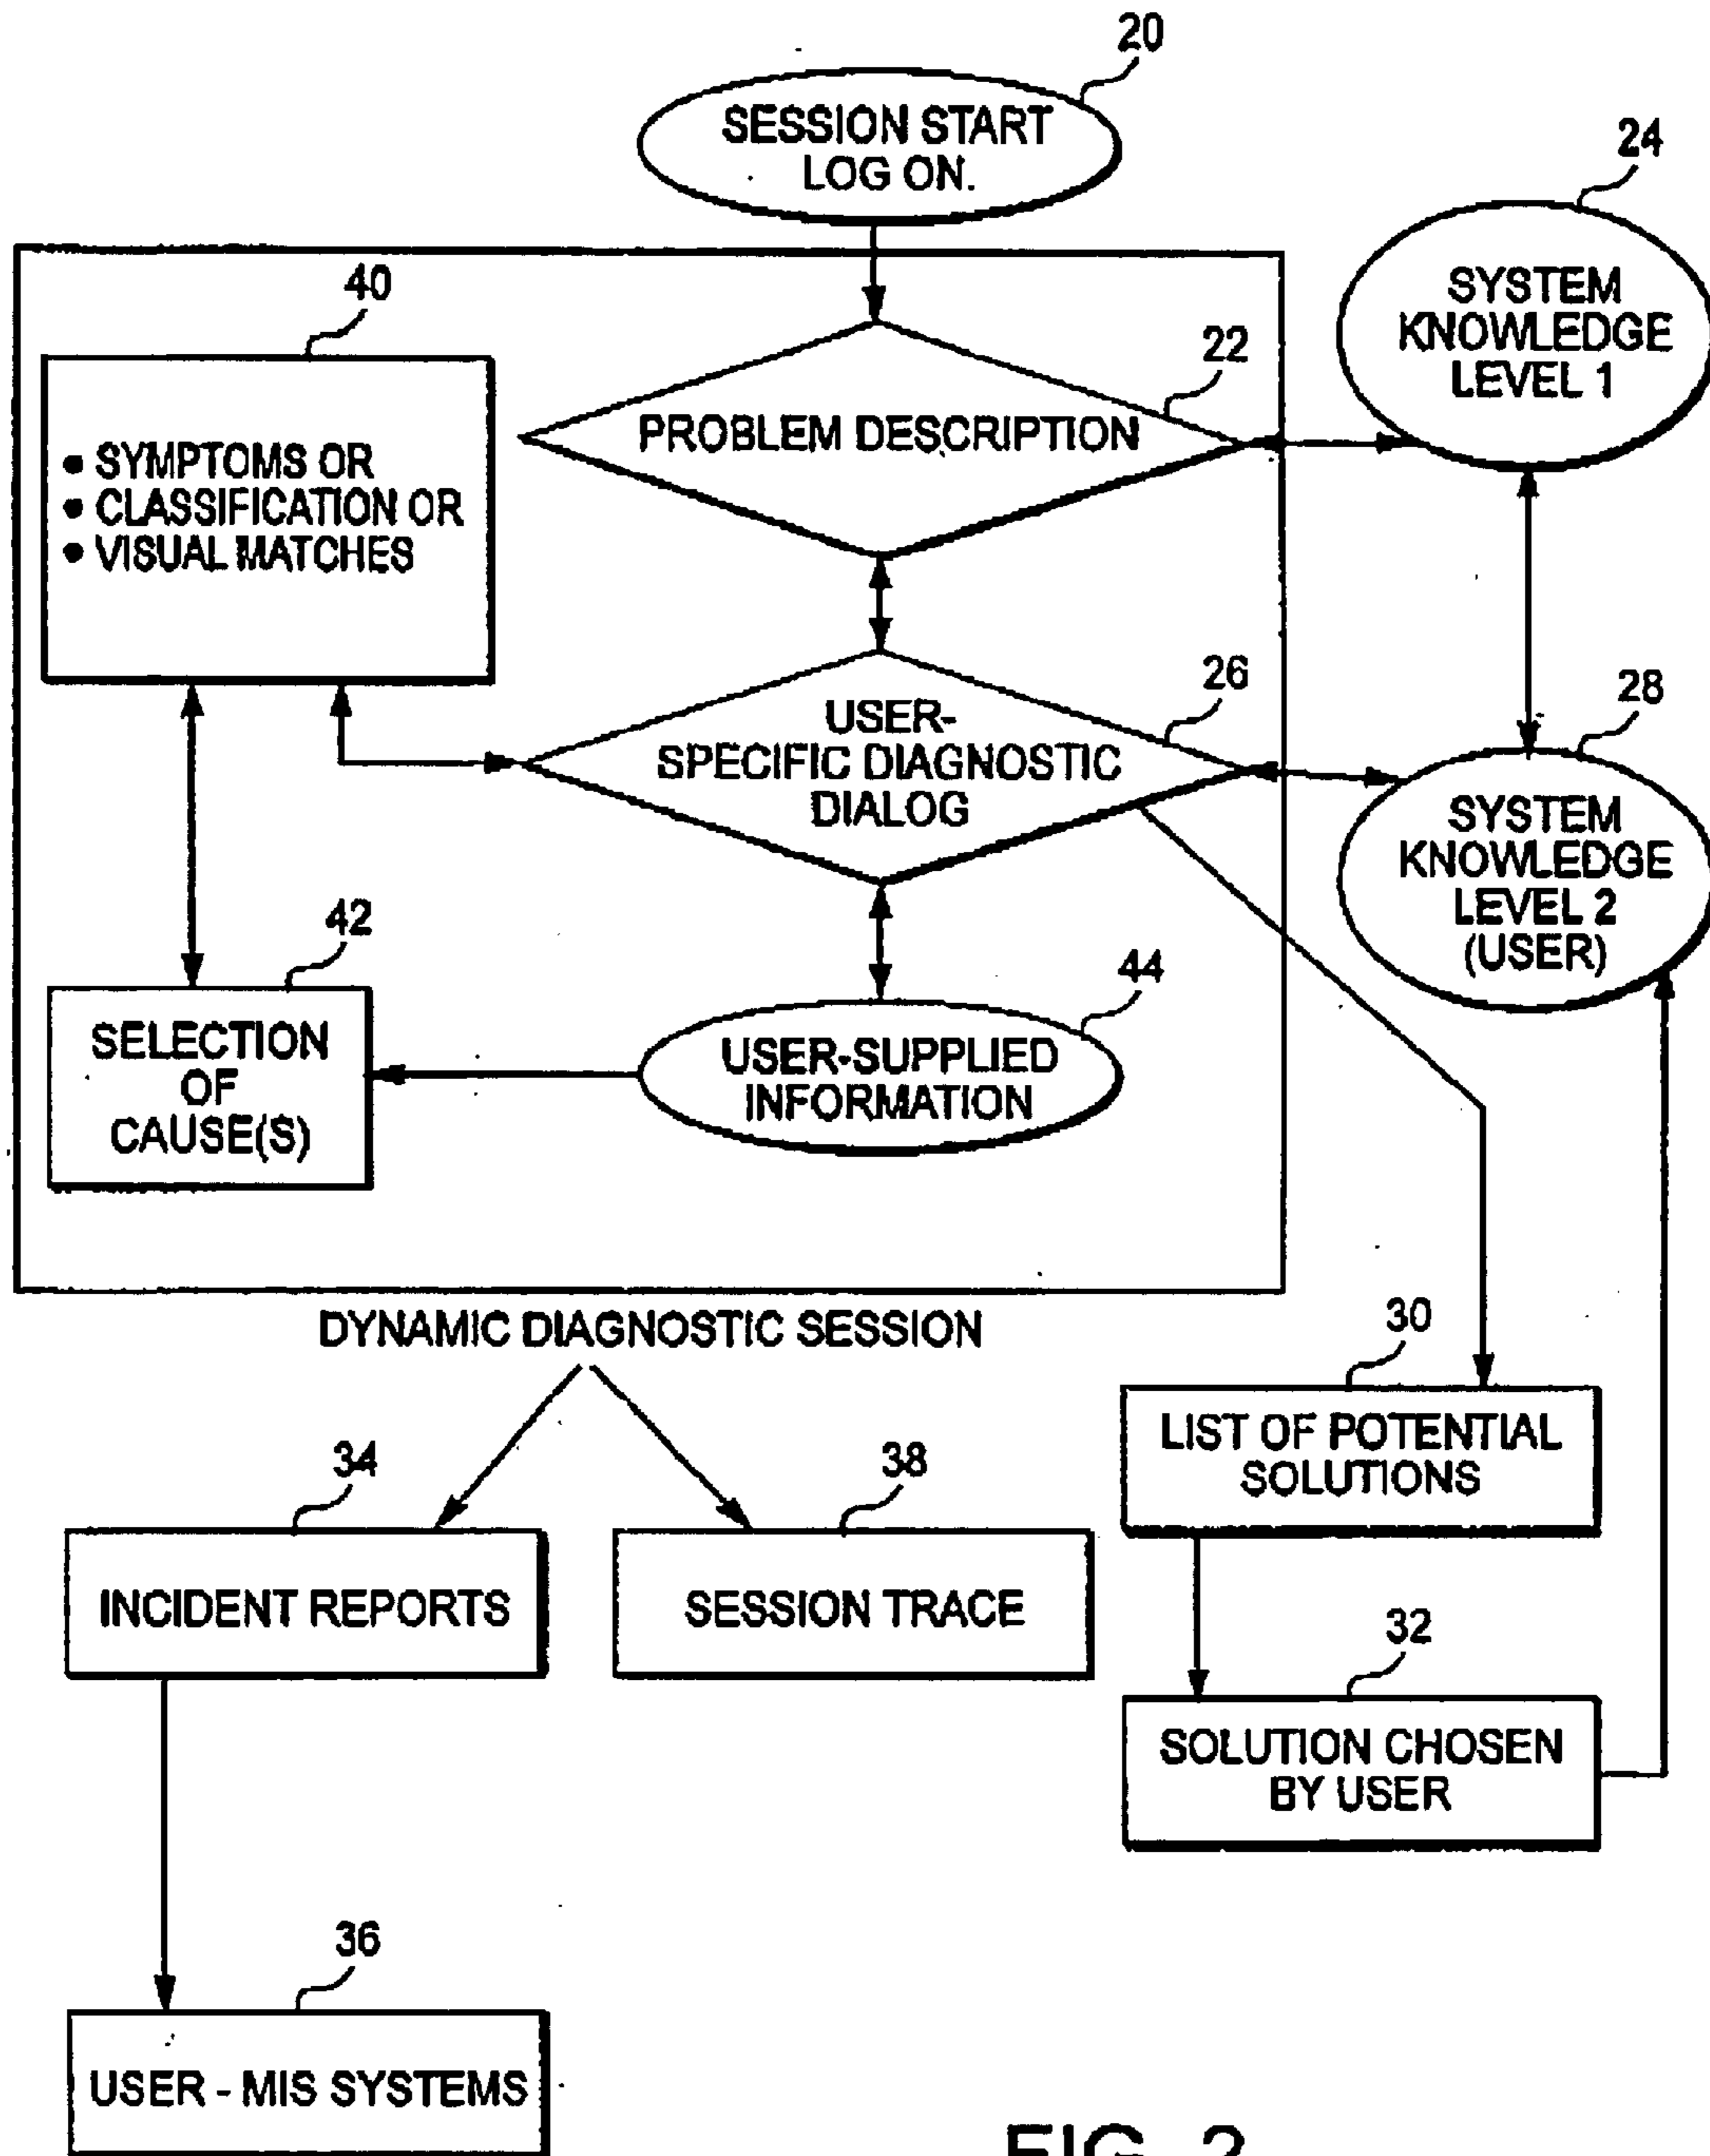 20
SESSION START
LOG ON.
24
SYSTEM
KNOWLEDGE
LEVEL 1
40
• SYMPTOMS OR
• CLASSIFICATION OR
• VISUAL MATCHES
22
PROBLEM DESCRIPTION
26
USER-
SPECIFIC DIAGNOSTIC
DIALOG
28
SYSTEM
KNOWLEDGE
LEVEL 2
(USER)
42
SELECTION
OF
CAUSE(S)
44
USER-SUPPLIED
INFORMATION
DYNAMIC DIAGNOSTIC SESSION
30
LIST OF POTENTIAL
SOLUTIONS
34
INCIDENT REPORTS
38
SESSION TRACE
32
SOLUTION CHOSEN
BY USER
36
USER - MIS SYSTEMS
FIG. 2